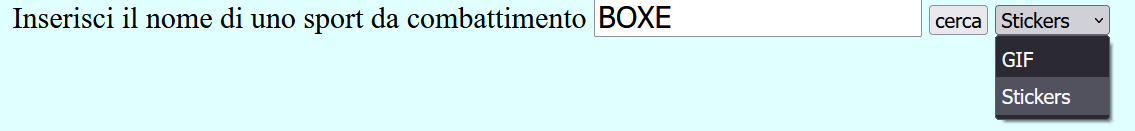 Inserisci il nome di uno sport da combattimento BOXE cerca Stickers
GIF
Stickers